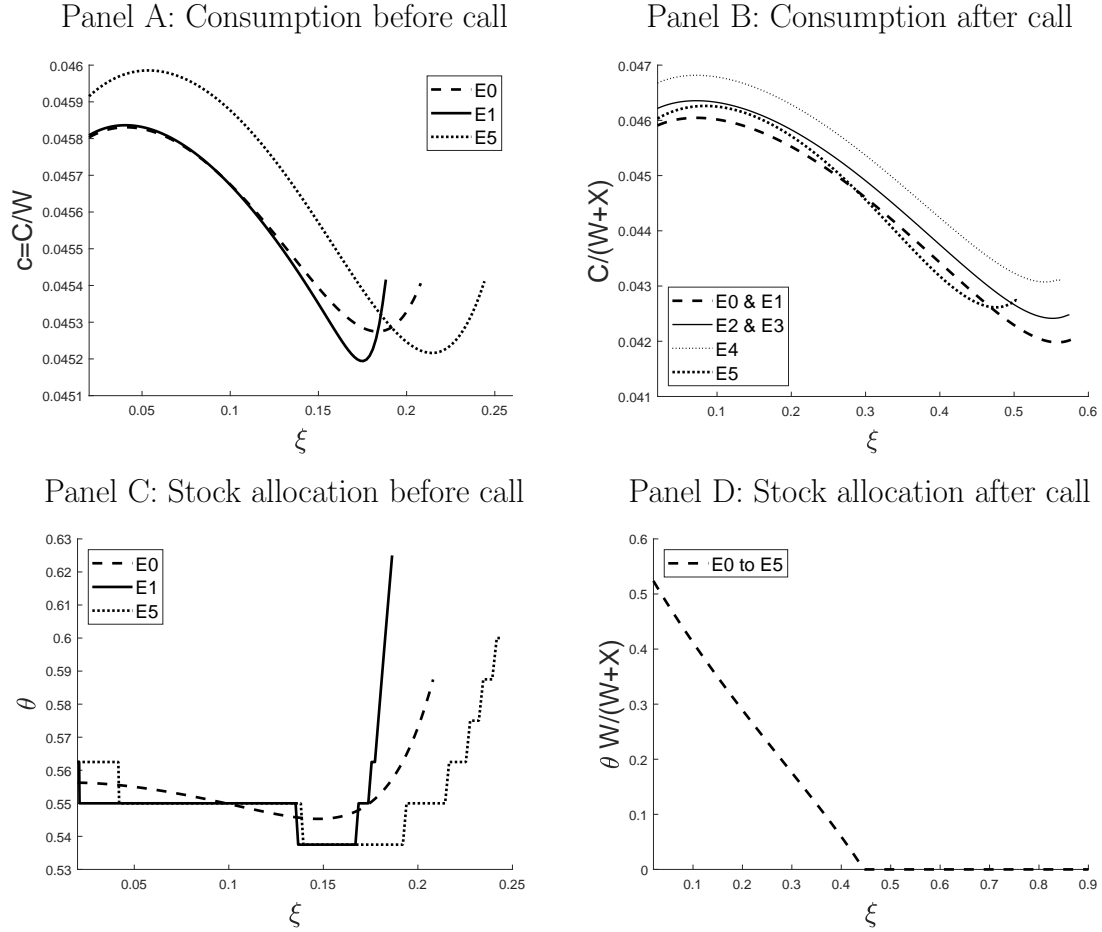 Panel A: Consumption before call
0.046
0.0459
0.0458
0.0457
0.0456
0.0455
0.0454
0.0453
0.0452
0.0451
c=C/W
E0
E1
E5
0.05 0.1 0.15 0.2 0.25
ξ
Panel B: Consumption after call
0.047
0.046
0.045
0.044
0.043
0.042
0.041
C/(W+X)
E0 & E1
E2 & E3
E4
E5
0.1 0.2 0.3 0.4 0.5 0.6
ξ
Panel C: Stock allocation before call
0.63
0.62
0.61
0.6
0.59
0.58
0.57
0.56
0.55
0.54
0.53
θ
E0
E1
E5
0.05 0.1 0.15 0.2 0.25
ξ
Panel D: Stock allocation after call
0.6
0.5
0.4
0.3
0.2
0.1
0
θ W/(W+X)
E0 to E5
0.1 0.2 0.3 0.4 0.5 0.6 0.7 0.8 0.9
ξ